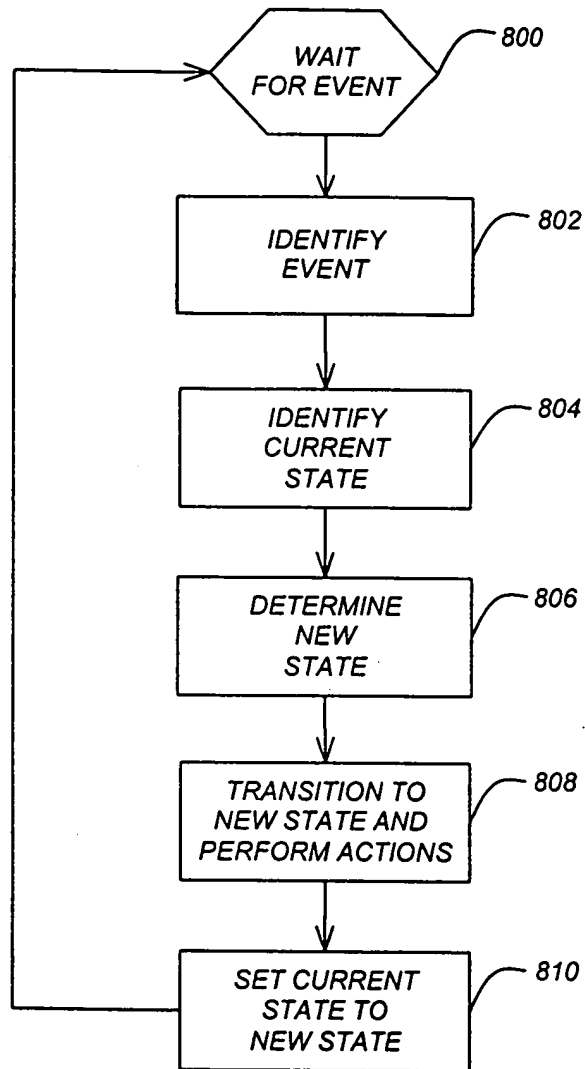 WAIT
FOR EVENT
800
IDENTIFY
EVENT
802
IDENTIFY
CURRENT
STATE
804
DETERMINE
NEW
STATE
806
TRANSITION TO
NEW STATE AND
PERFORM ACTIONS
808
SET CURRENT
STATE TO
NEW STATE
810